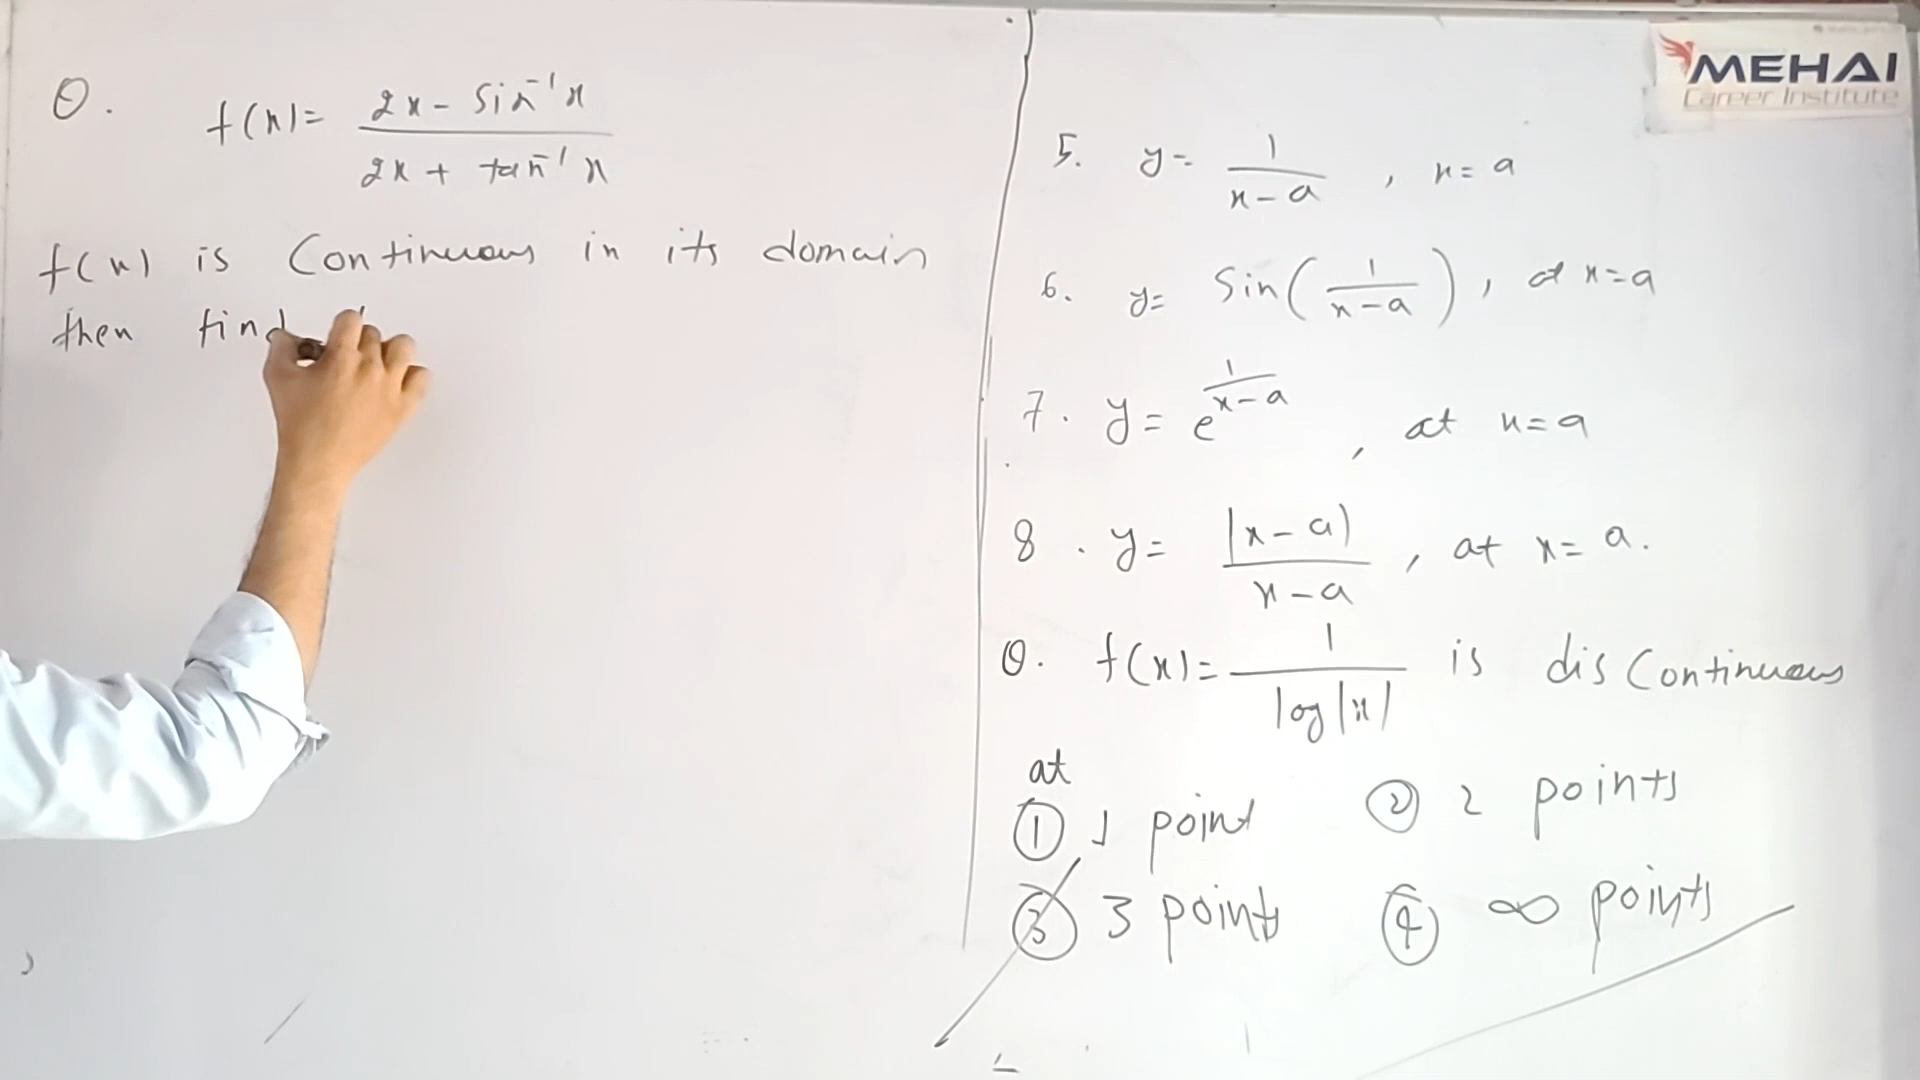 Q. f(x)= 2x - sin⁻¹x / 2x + tan⁻¹x
f(x) is Continuous in its domain
then find
MEHAI
Career Institute
5. y= 1/(x-a) , x=a
6. y= Sin(1/(x-a)) , at x=a
7. y= e^(1/(x-a)) , at x=a
8. y= |x-a|/(x-a) , at x=a.
Q. f(x)= 1/log|x| is dis Continuous
at
① 1 point ② 2 points
③ 3 points ④ ∞ points